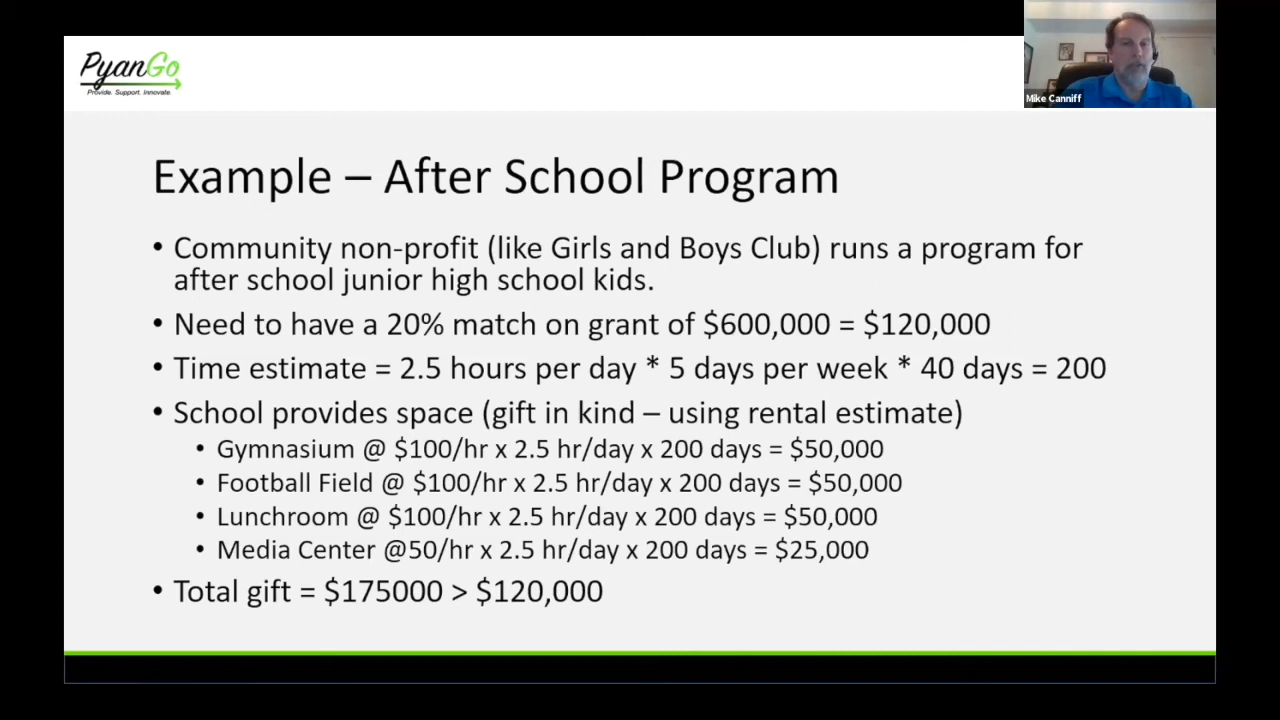 PyanGo
Provide. Support. Innovate.
Mike Canniff
Example – After School Program
• Community non-profit (like Girls and Boys Club) runs a program for
after school junior high school kids.
• Need to have a 20% match on grant of $600,000 = $120,000
• Time estimate = 2.5 hours per day * 5 days per week * 40 days = 200
• School provides space (gift in kind – using rental estimate)
• Gymnasium @ $100/hr x 2.5 hr/day x 200 days = $50,000
• Football Field @ $100/hr x 2.5 hr/day x 200 days = $50,000
• Lunchroom @ $100/hr x 2.5 hr/day x 200 days = $50,000
• Media Center @50/hr x 2.5 hr/day x 200 days = $25,000
• Total gift = $175000 > $120,000